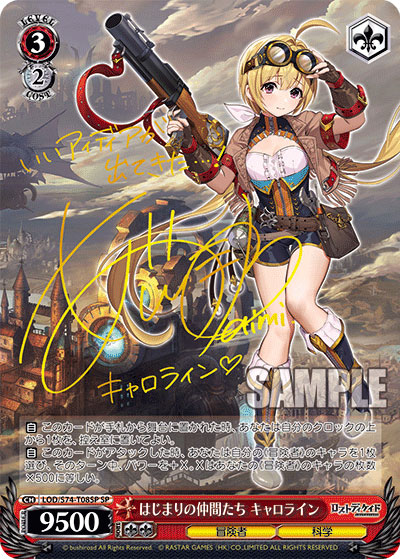 LEVEL
3
2
COST
いいアイディアが
出てきた
キャロライン♡
SAMPLE
自 このカードが手札から舞台に置かれた時、あなたは自分のクロックの上から1枚を、控え室に置いてよい。
自 このカードがアタックした時、あなたは自分の《冒険者》のキャラを1枚選び、そのターン中、パワーを+X。Xはあなたの《冒険者》のキャラの枚数×500に等しい。
CH LOD/S74-T08SP SP
はじまりの仲間たち キャロライン
ロストディケイド
9500
冒険者
科学
© bushiroad All Rights Reserved. © RASTAR GAMES (HK) CO.,LIMITED ALL RIGHTS RESERVED.